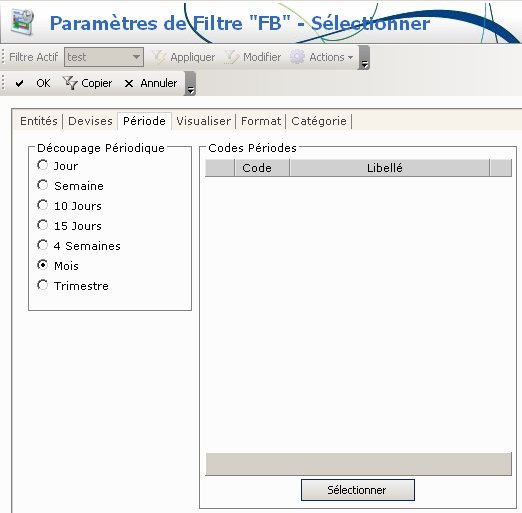 Paramètres de Filtre "FB" - Sélectionner
Filtre Actif test Appliquer Modifier Actions
OK Copier Annuler
Entités Devises Période Visualiser Format Catégorie
Découpage Périodique
Jour
Semaine
10 Jours
15 Jours
4 Semaines
Mois
Trimestre
Codes Périodes
Code Libellé
Sélectionner